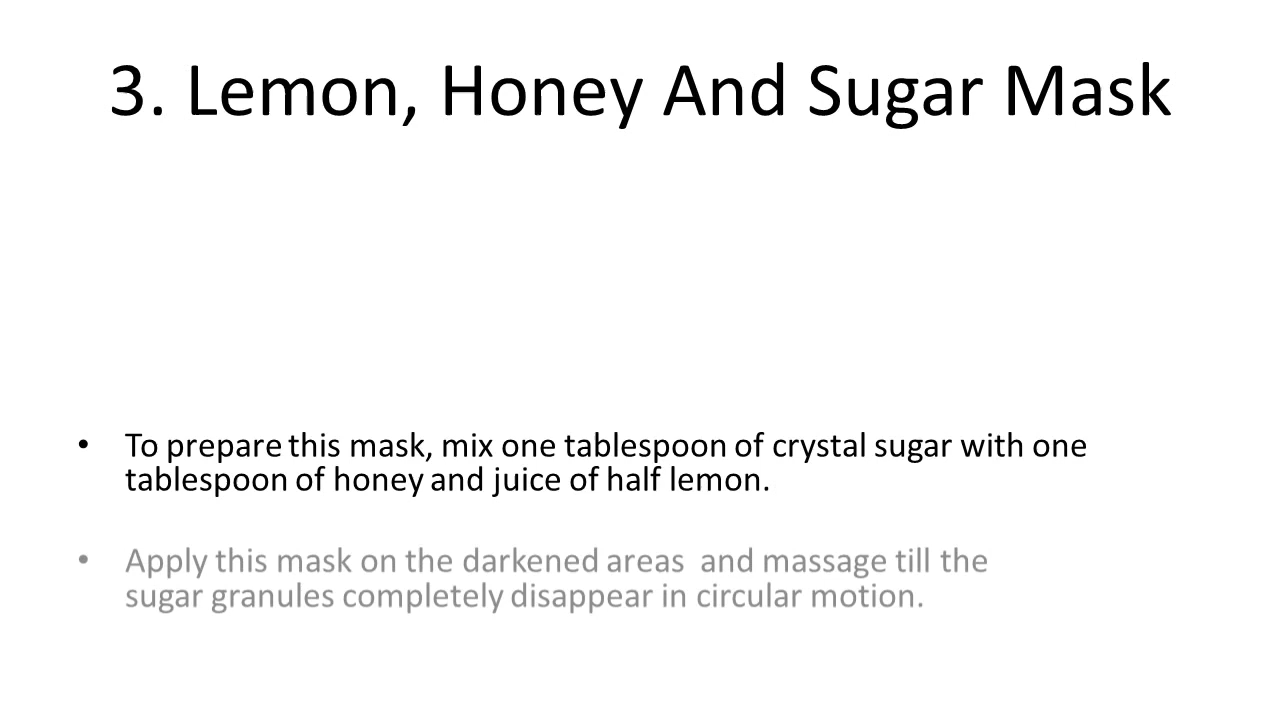 3. Lemon, Honey And Sugar Mask
• To prepare this mask, mix one tablespoon of crystal sugar with one
tablespoon of honey and juice of half lemon.
• Apply this mask on the darkened areas  and massage till the
sugar granules completely disappear in circular motion.